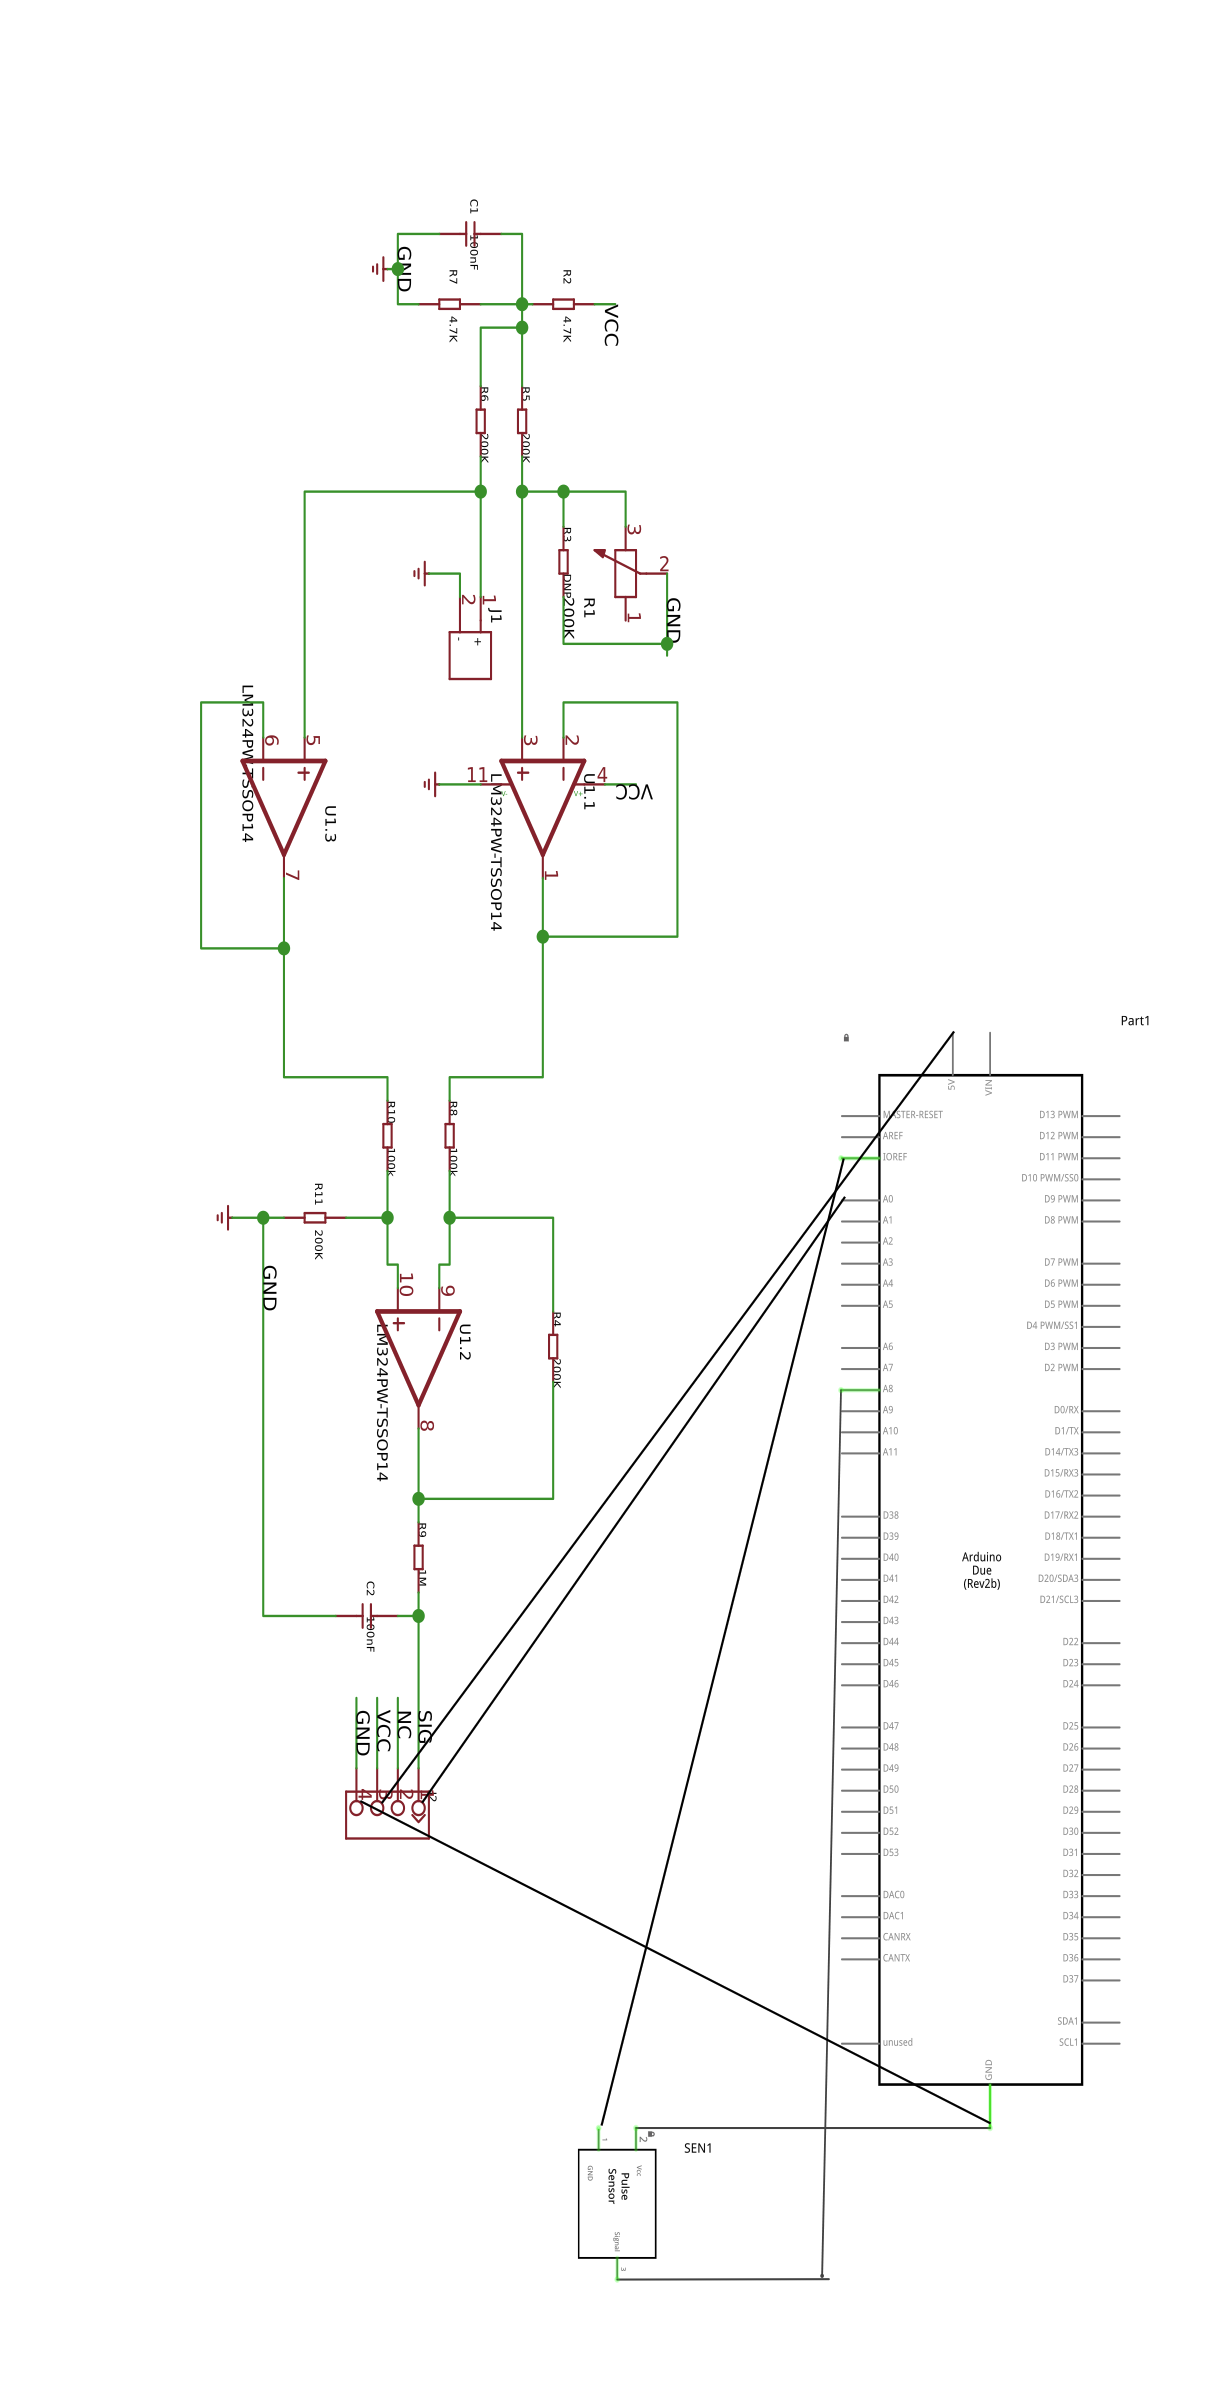 C1
100nF
GND
R7
4.7K
R2
4.7K
VCC
R6
200K
R5
200K
R3
DNP
200K
R1
3
2
1
GND
J1
1
2
+
-
LM324PW-TSSOP14
6
5
U1.3
7
3
2
11
4
VCC
U1.1
V-
V+
LM324PW-TSSOP14
1
R10
100k
R8
100k
R11
200K
GND
10
9
U1.2
LM324PW-TSSOP14
8
R4
200K
R9
1M
C2
100nF
GND
VCC
NC
SIG
4
3
2
1
J2
Part1
5V
VIN
MASTER-RESET
AREF
IOREF
A0
A1
A2
A3
A4
A5
A6
A7
A8
A9
A10
A11
D38
D39
D40
D41
D42
D43
D44
D45
D46
D47
D48
D49
D50
D51
D52
D53
DAC0
DAC1
CANRX
CANTX
unused
Arduino
Due
(Rev2b)
D13 PWM
D12 PWM
D11 PWM
D10 PWM/SS0
D9 PWM
D8 PWM
D7 PWM
D6 PWM
D5 PWM
D4 PWM/SS1
D3 PWM
D2 PWM
D0/RX
D1/TX
D14/TX3
D15/RX3
D16/TX2
D17/RX2
D18/TX1
D19/RX1
D20/SDA3
D21/SCL3
D22
D23
D24
D25
D26
D27
D28
D29
D30
D31
D32
D33
D34
D35
D36
D37
SDA1
SCL1
GND
SEN1
1
2
GND
Vcc
Pulse
Sensor
Signal
3